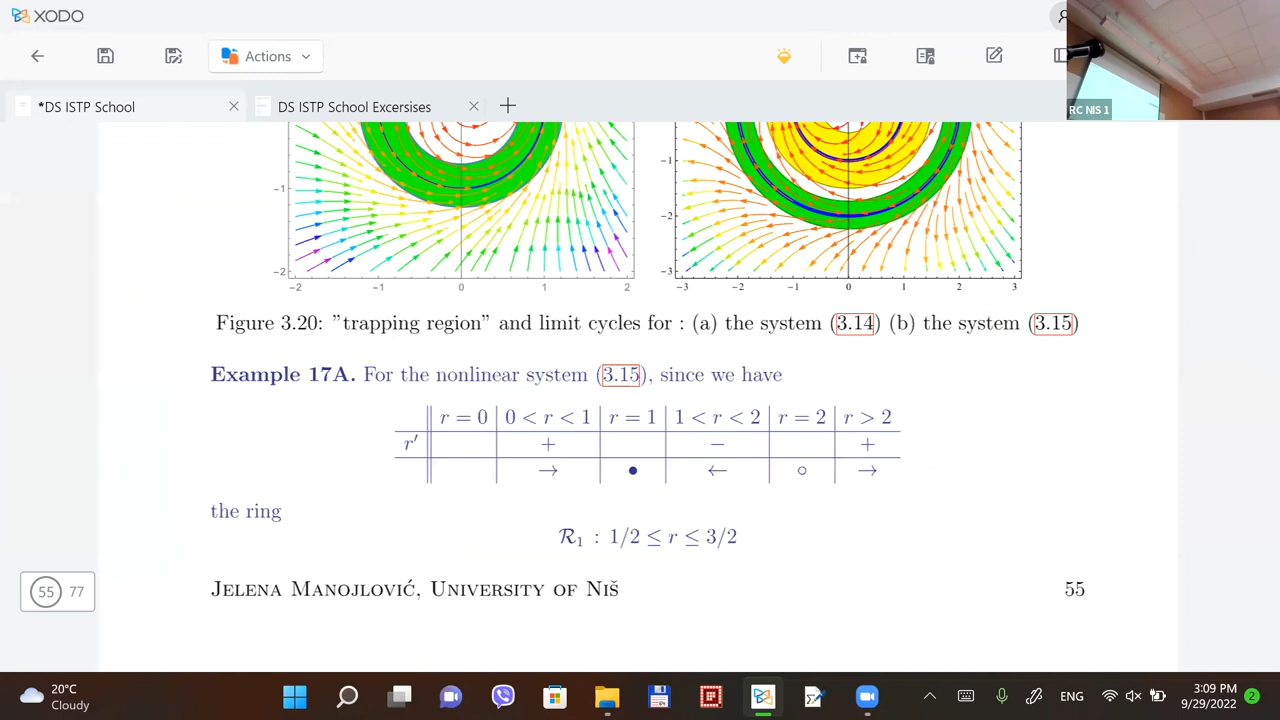 XODO
Actions
RC NIS 1
*DS ISTP School
DS ISTP School Excersises
−1
−2
−2 −1 0 1 2
−1
−2
−3
−3 −2 −1 0 1 2 3
Figure 3.20: ”trapping region” and limit cycles for : (a) the system (3.14) (b) the system (3.15)
Example 17A. For the nonlinear system (3.15), since we have
r = 0 0 < r < 1 r = 1 1 < r < 2 r = 2 r > 2
r′ + − +
→ • ← ○ →
the ring
ℛ₁ : 1/2 ≤ r ≤ 3/2
55 77
Jelena Manojlović, University of Niš 55
20°C
Cloudy
ENG
3:09 PM
9/29/2022
2